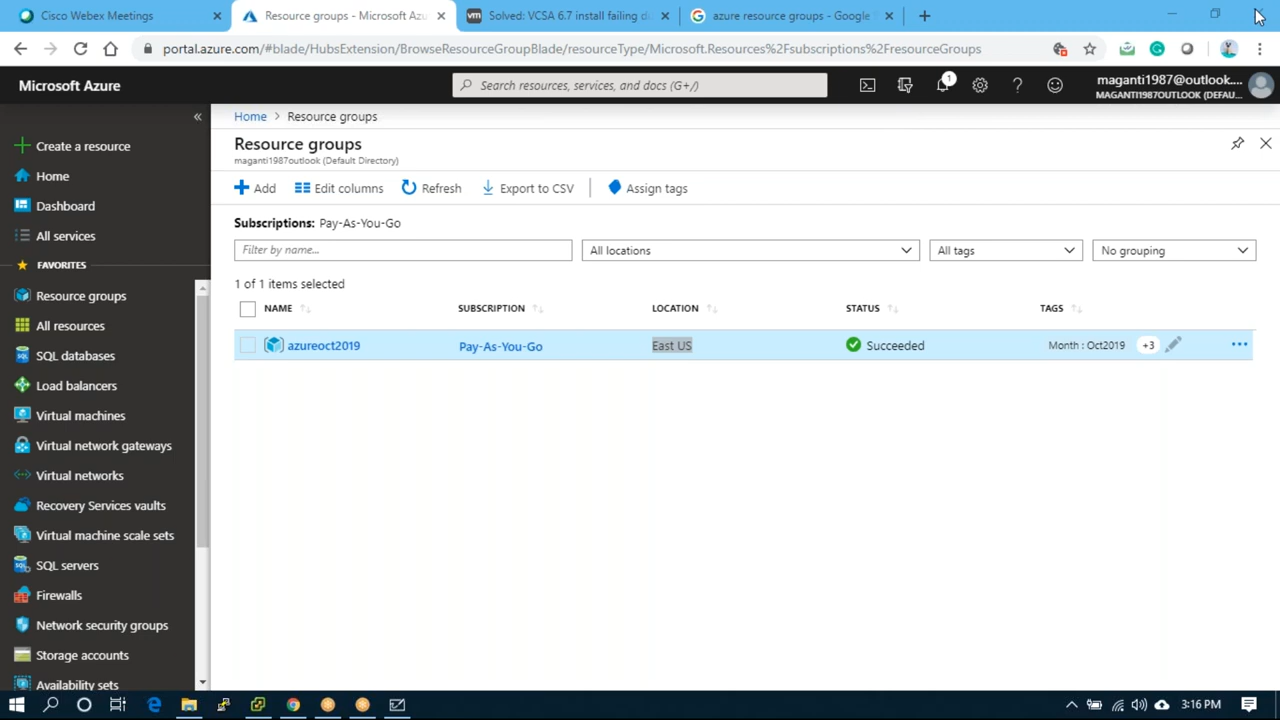 Cisco Webex Meetings
Resource groups - Microsoft Azu
Solved: VCSA 6.7 install failing d
azure resource groups - Google
portal.azure.com/#blade/HubsExtension/BrowseResourceGroupBlade/resourceType/Microsoft.Resources%2Fsubscriptions%2FresourceGroups
Microsoft Azure
Search resources, services, and docs (G+/)
1
maganti1987@outlook....
MAGANTI1987OUTLOOK (DEFAU...
Create a resource
Home
Dashboard
All services
FAVORITES
Resource groups
All resources
SQL databases
Load balancers
Virtual machines
Virtual network gateways
Virtual networks
Recovery Services vaults
Virtual machine scale sets
SQL servers
Firewalls
Network security groups
Storage accounts
Availability sets
Home > Resource groups
Resource groups
maganti1987outlook (Default Directory)
Add Edit columns Refresh Export to CSV Assign tags
Subscriptions: Pay-As-You-Go
Filter by name... All locations All tags No grouping
1 of 1 items selected
NAME SUBSCRIPTION LOCATION STATUS TAGS
azureoct2019 Pay-As-You-Go East US Succeeded Month : Oct2019 +3
3:16 PM